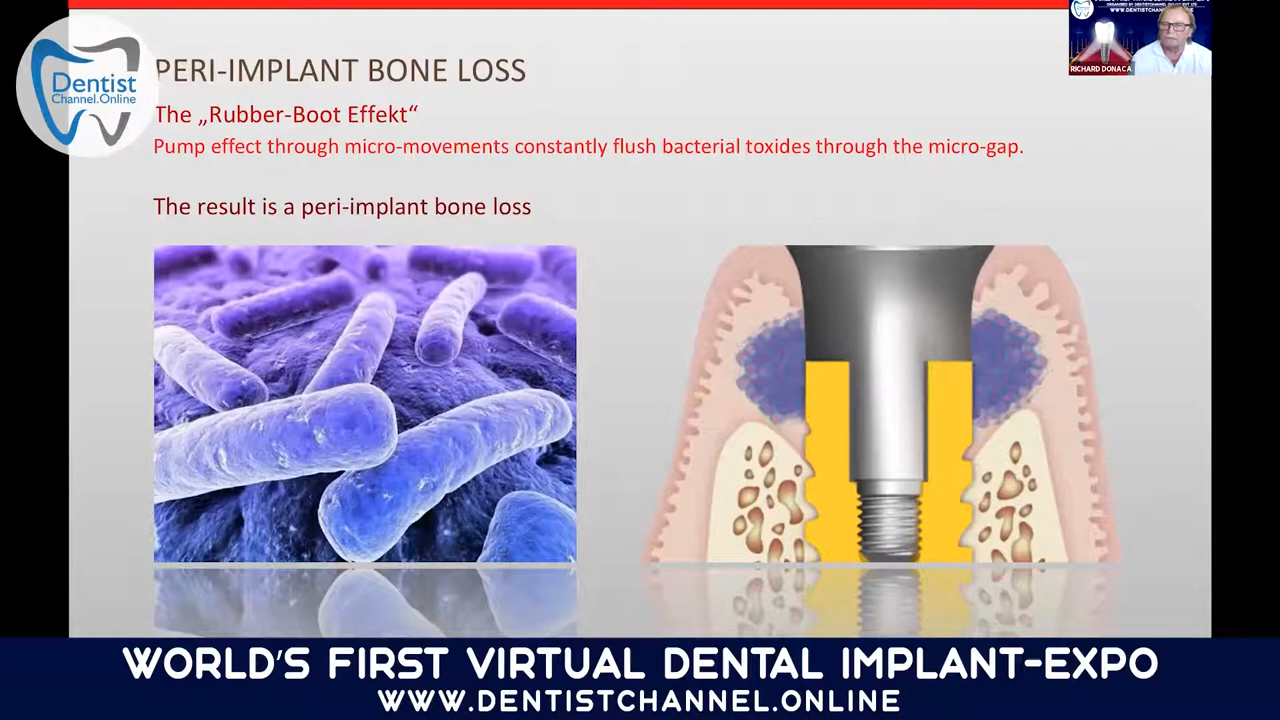 Dentist
Channel.Online
PERI-IMPLANT BONE LOSS
The „Rubber-Boot Effekt“
Pump effect through micro-movements constantly flush bacterial toxides through the micro-gap.
The result is a peri-implant bone loss
RICHARD DONACA
WORLD'S FIRST VIRTUAL DENTAL IMPLANT-EXPO
WWW.DENTISTCHANNEL.ONLINE